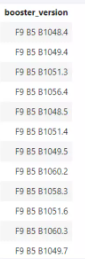 booster_version
F9 B5 B1048.4
F9 B5 B1049.4
F9 B5 B1051.3
F9 B5 B1056.4
F9 B5 B1048.5
F9 B5 B1051.4
F9 B5 B1049.5
F9 B5 B1060.2
F9 B5 B1058.3
F9 B5 B1051.6
F9 B5 B1060.3
F9 B5 B1049.7